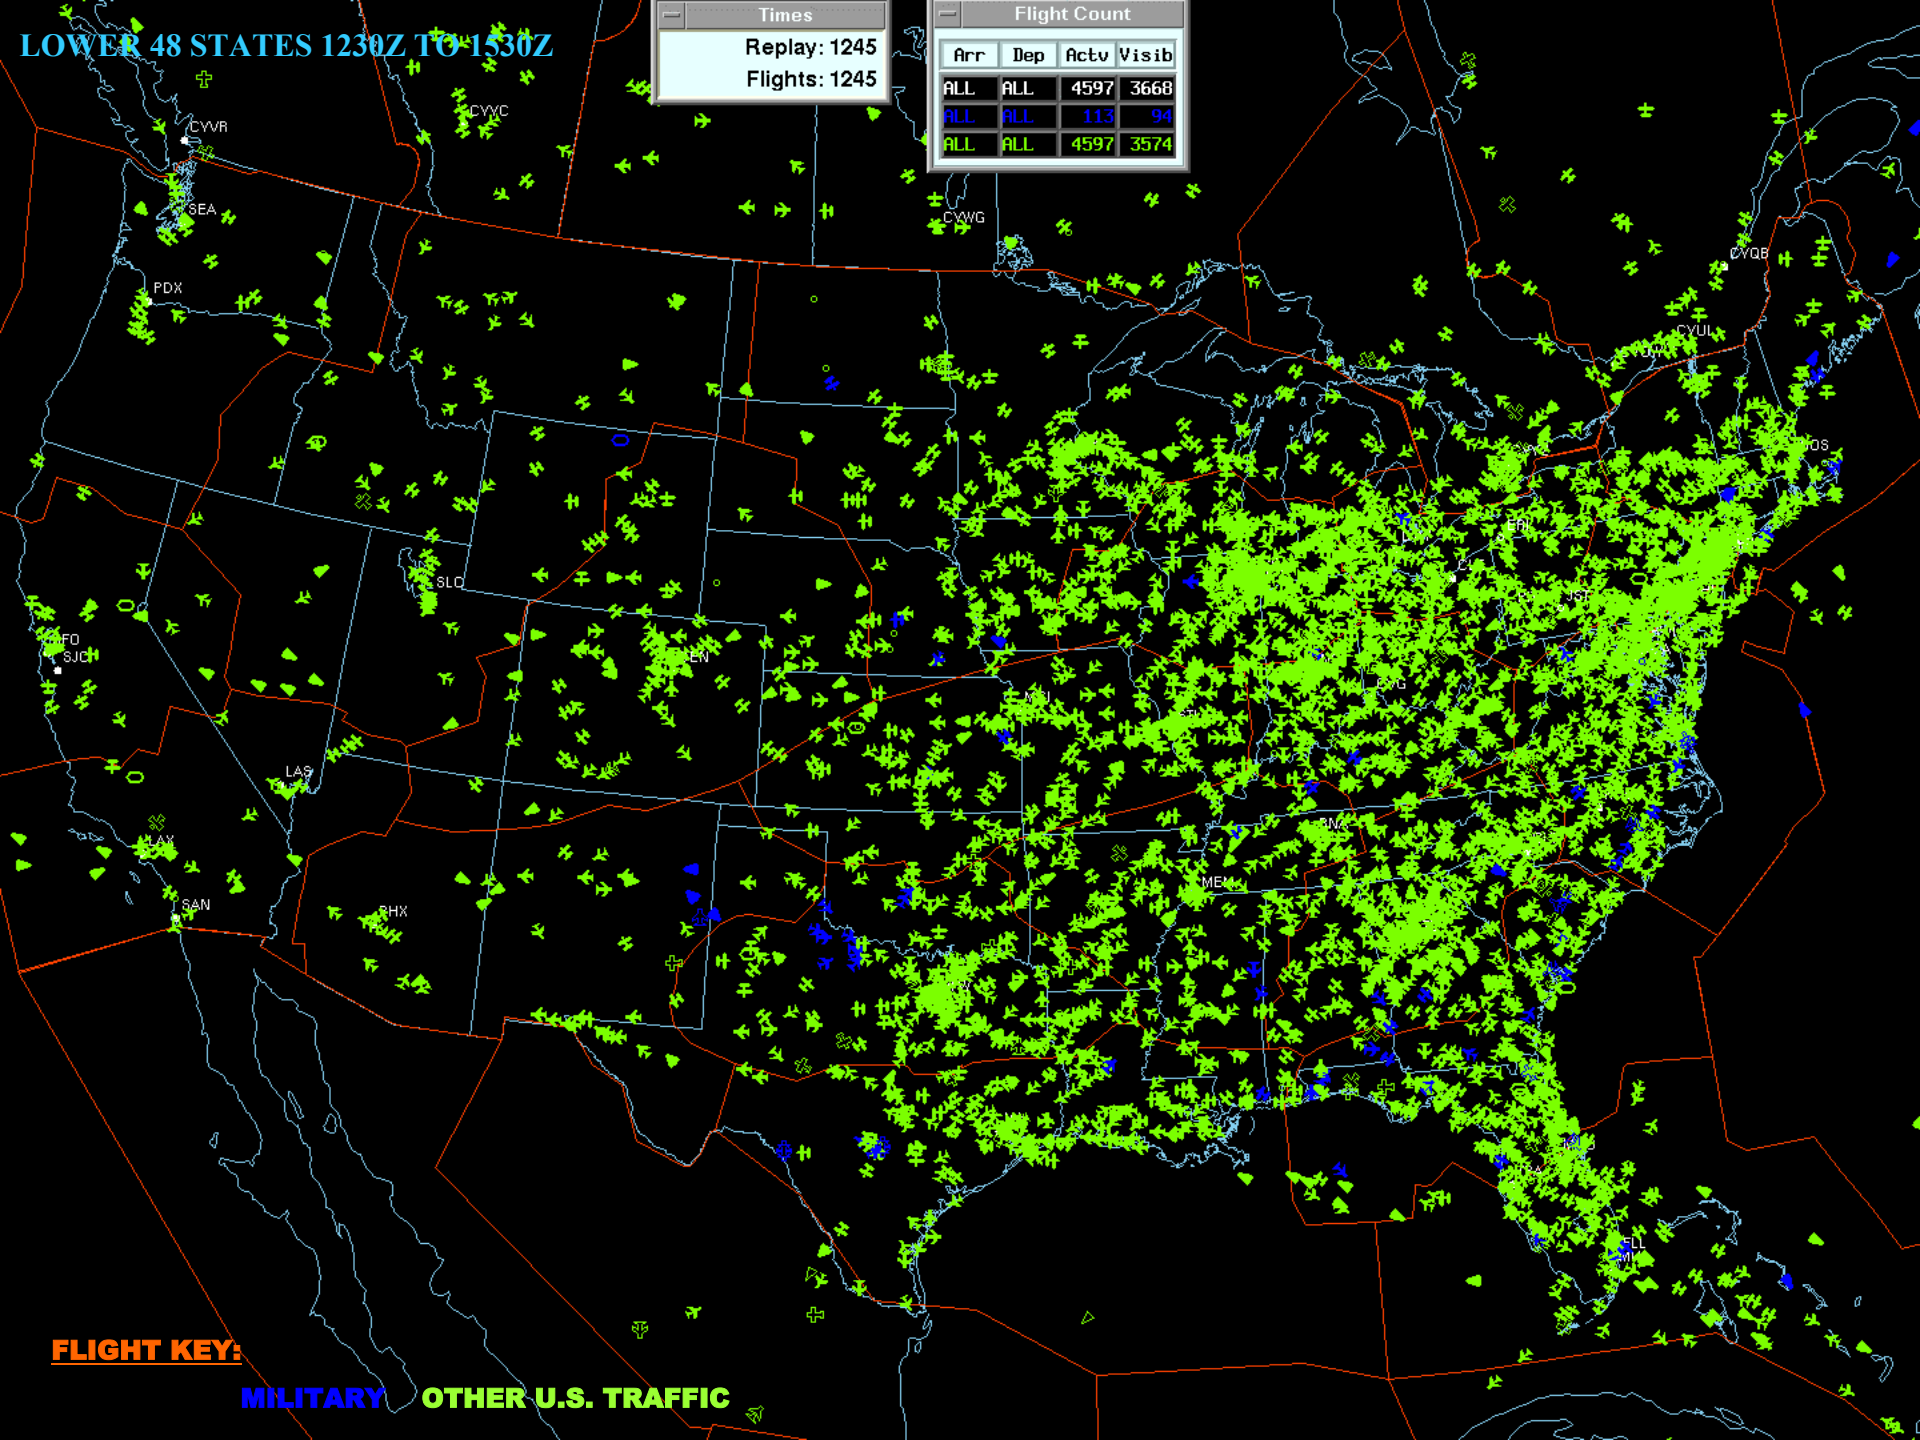 LOWER 48 STATES 1230Z TO 1530Z
Times
Replay: 1245
Flights: 1245
Flight Count
Arr Dep Actv Visib
ALL ALL 4597 3668
ALL ALL 113 94
ALL ALL 4597 3574
CYYC
CYVR
SEA
CYWG
CYQB
PDX
CYUL
SLC
SJC
LAS
LAX
MEM
SAN
PHX
FLL
FLIGHT KEY:
MILITARY OTHER U.S. TRAFFIC